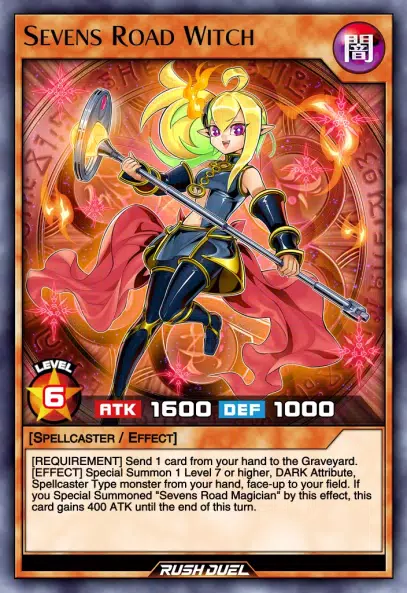 Sevens Road Witch
闇
LEVEL
6
ATK 1600 DEF 1000
[Spellcaster / Effect]
[REQUIREMENT] Send 1 card from your hand to the Graveyard.
[EFFECT] Special Summon 1 Level 7 or higher, DARK Attribute,
Spellcaster Type monster from your hand, face-up to your field. If
you Special Summoned "Sevens Road Magician" by this effect, this
card gains 400 ATK until the end of this turn.
RUSH DUEL